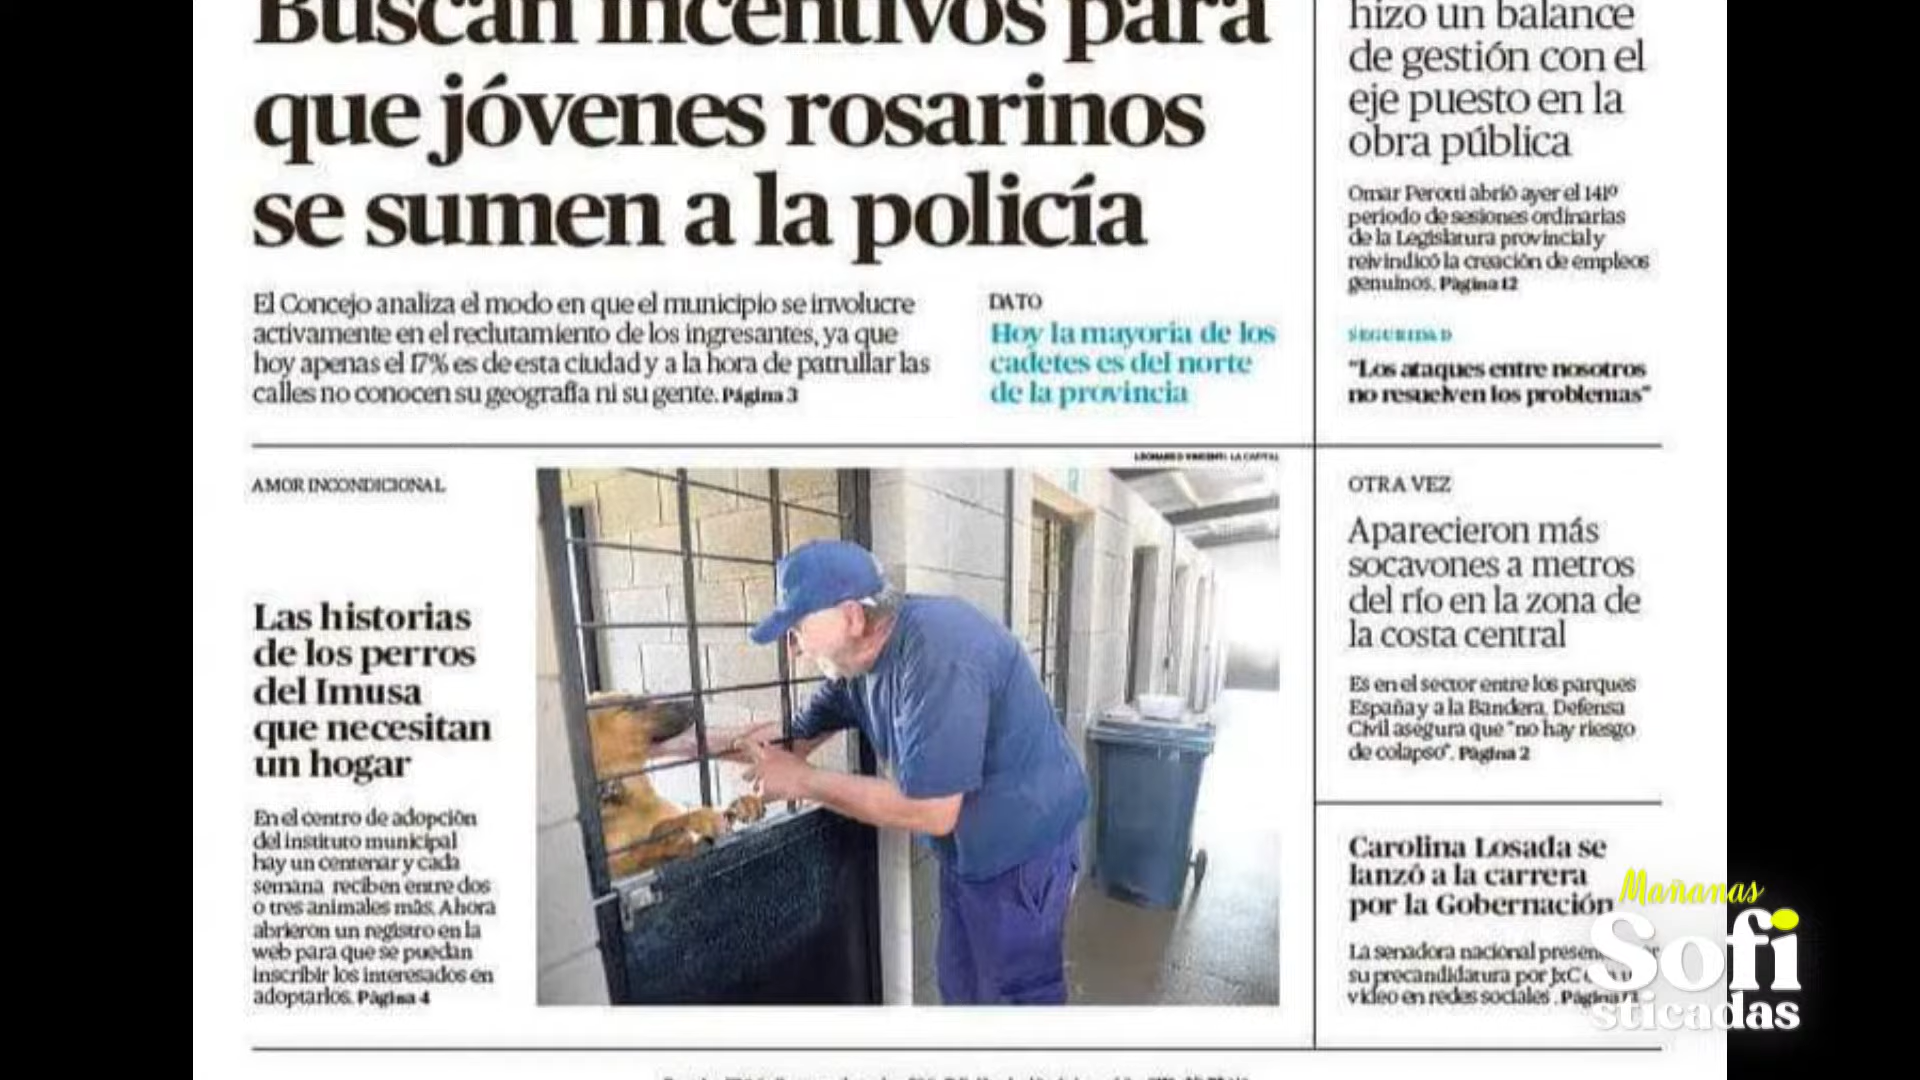 Buscan incentivos para
que jóvenes rosarinos
se sumen a la policía
El Concejo analiza el modo en que el municipio se involucre
activamente en el reclutamiento de los ingresantes, ya que
hoy apenas el 17% es de esta ciudad y a la hora de patrullar las
calles no conocen su geografía ni su gente. Página 3
DATO
Hoy la mayoría de los
cadetes es del norte
de la provincia
hizo un balance
de gestión con el
eje puesto en la
obra pública
Omar Perotti abrió ayer el 141º
período de sesiones ordinarias
de la Legislatura provincial y
reivindicó la creación de empleos
genuinos. Página 12
SEGURIDAD
"Los ataques entre nosotros
no resuelven los problemas"
AMOR INCONDICIONAL
Las historias
de los perros
del Imusa
que necesitan
un hogar
En el centro de adopción
del instituto municipal
hay un centenar y cada
semana reciben entre dos
o tres animales más. Ahora
abrieron un registro en la
web para que se puedan
inscribir los interesados en
adoptarlos. Página 4
LEONARDO VINCENTI / LA CAPITAL
OTRA VEZ
Aparecieron más
socavones a metros
del río en la zona de
la costa central
Es en el sector entre los parques
España y a la Bandera. Defensa
Civil asegura que "no hay riesgo
de colapso". Página 2
Carolina Losada se
lanzó a la carrera
por la Gobernación
La senadora nacional
su precandidatura por JxC
video en redes sociales. Página
Mañanas
Sofi
sticadas